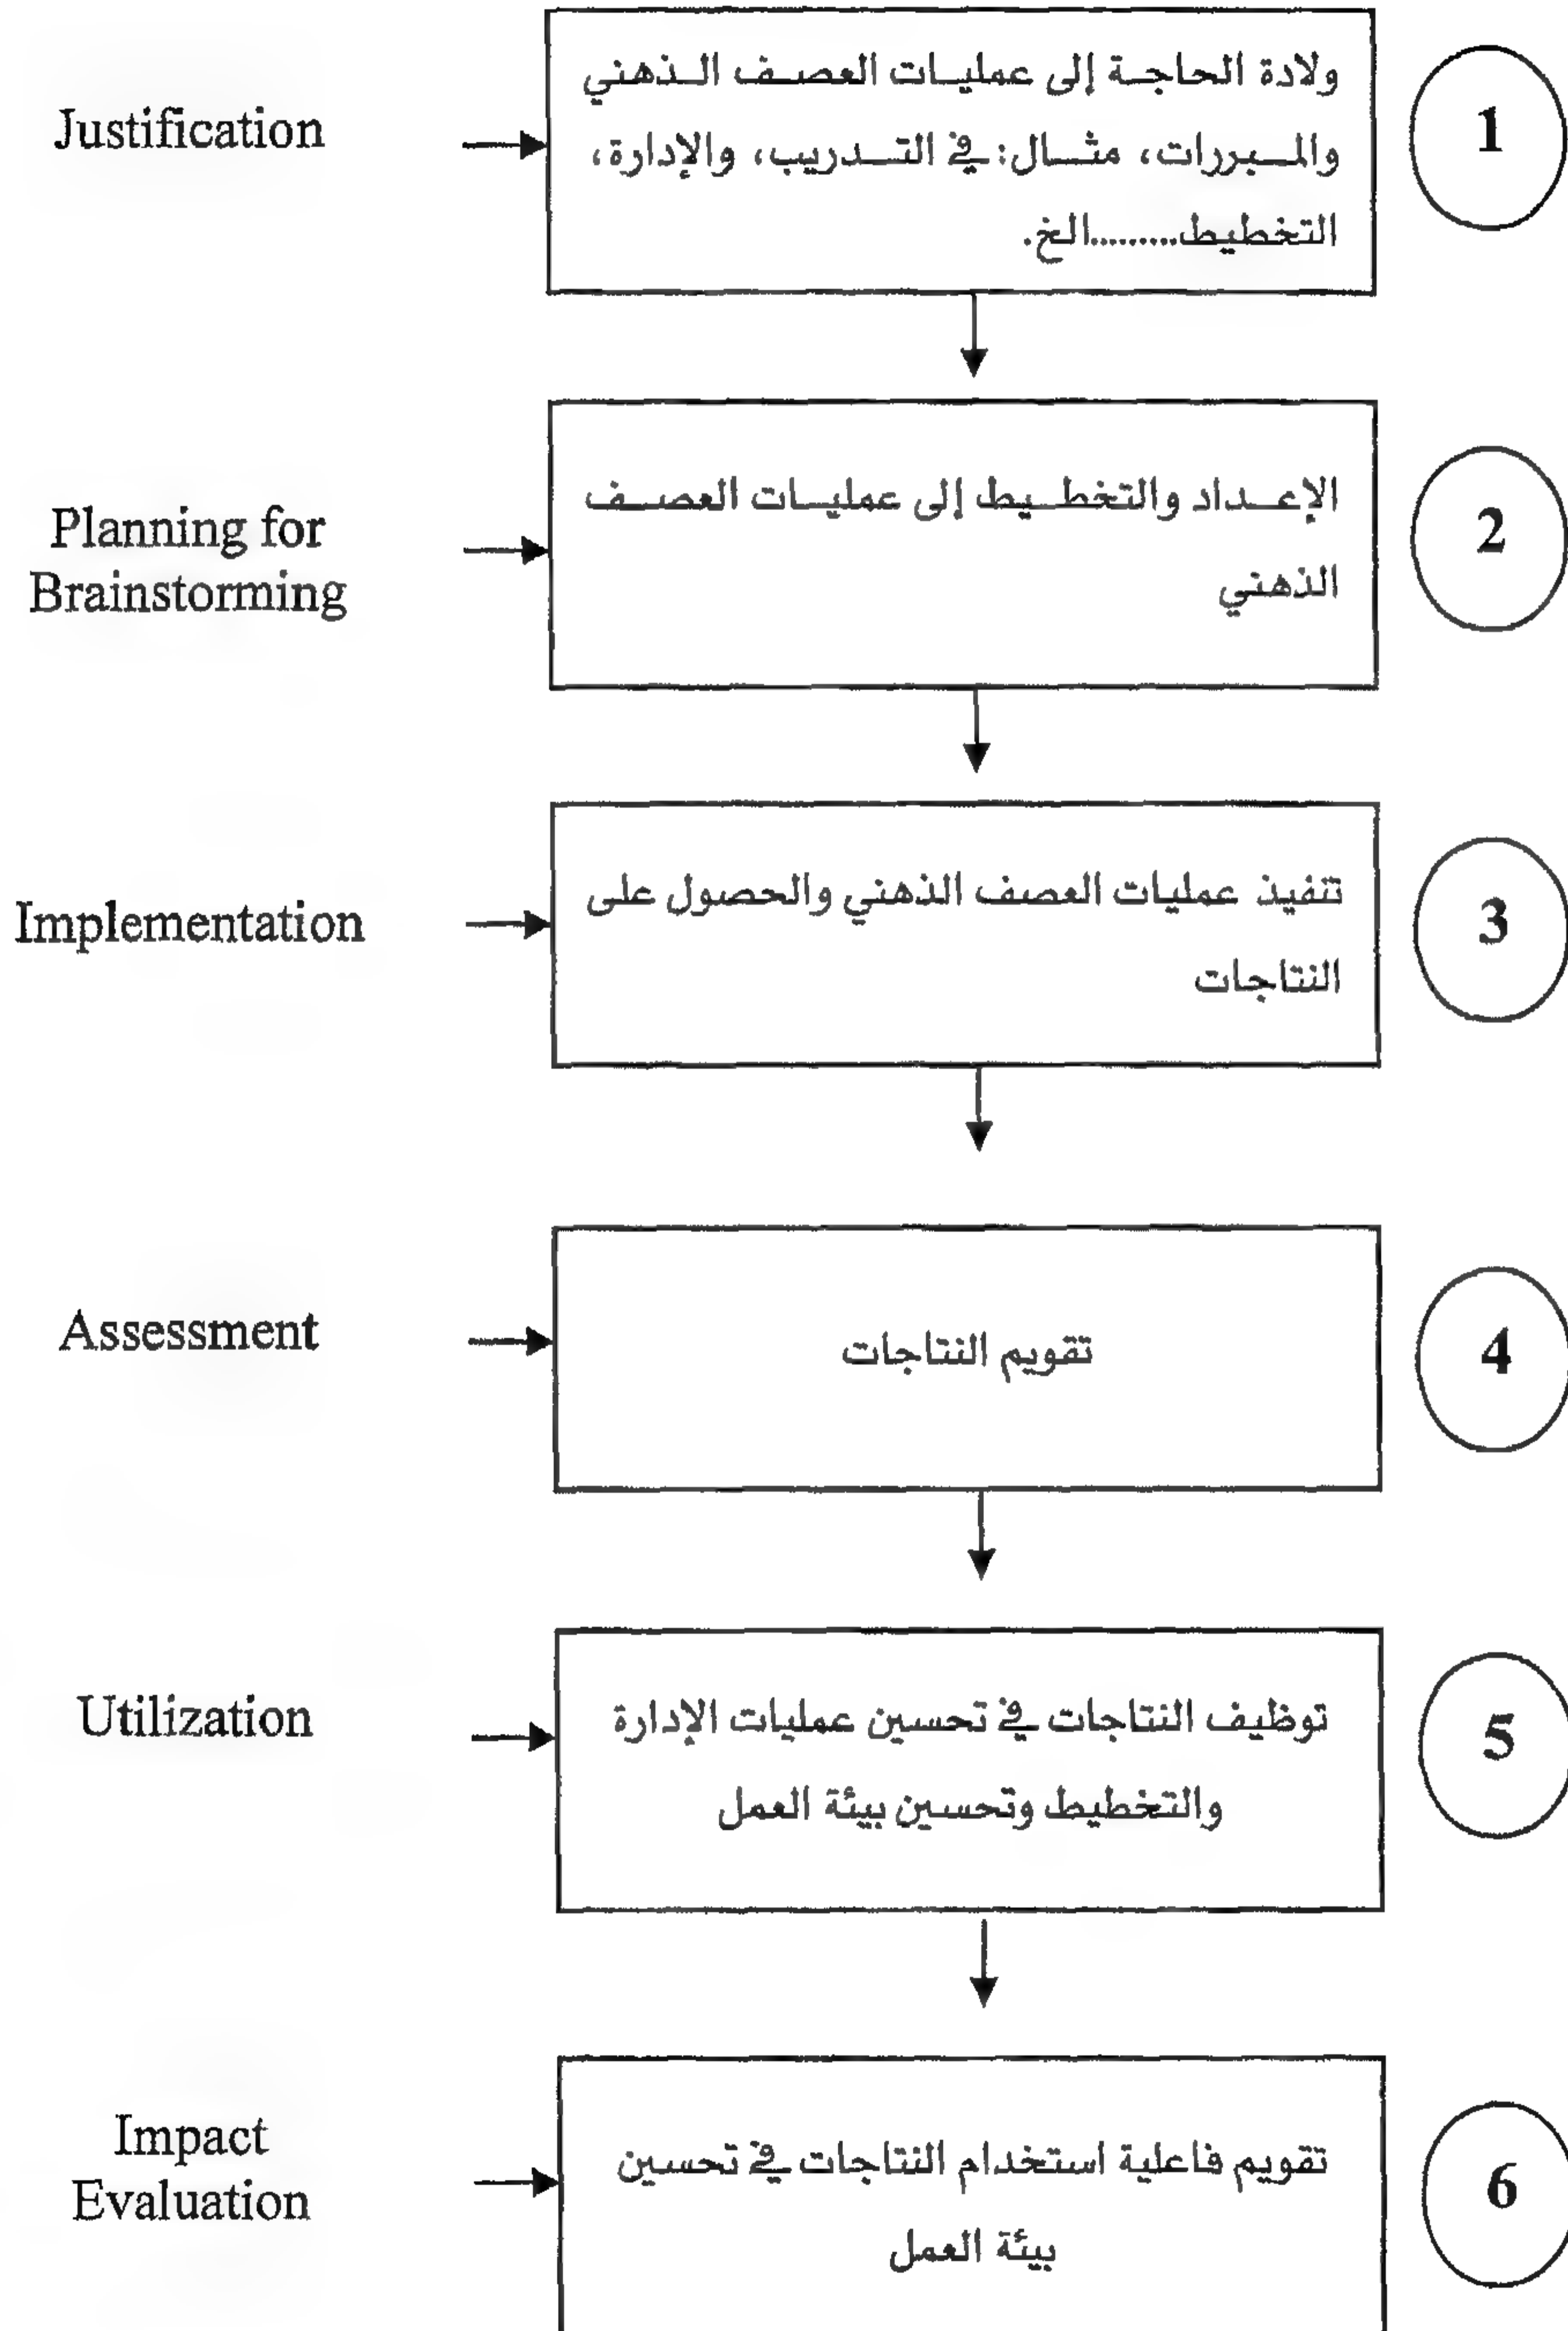 Justification
ولادة الحاجة إلى عمليات العصف الذهني
والمبررات، مثال: في التدريب، والإدارة،
التخطيط.........الخ.
1
Planning for
Brainstorming
الإعداد والتخطيط إلى عمليات العصف
الذهني
2
Implementation
تنفيذ عمليات العصف الذهني والحصول على
النتاجات
3
Assessment
تقويم النتاجات
4
Utilization
توظيف النتاجات في تحسين عمليات الإدارة
والتخطيط وتحسين بيئة العمل
5
Impact
Evaluation
تقويم فاعلية استخدام النتاجات في تحسين
بيئة العمل
6